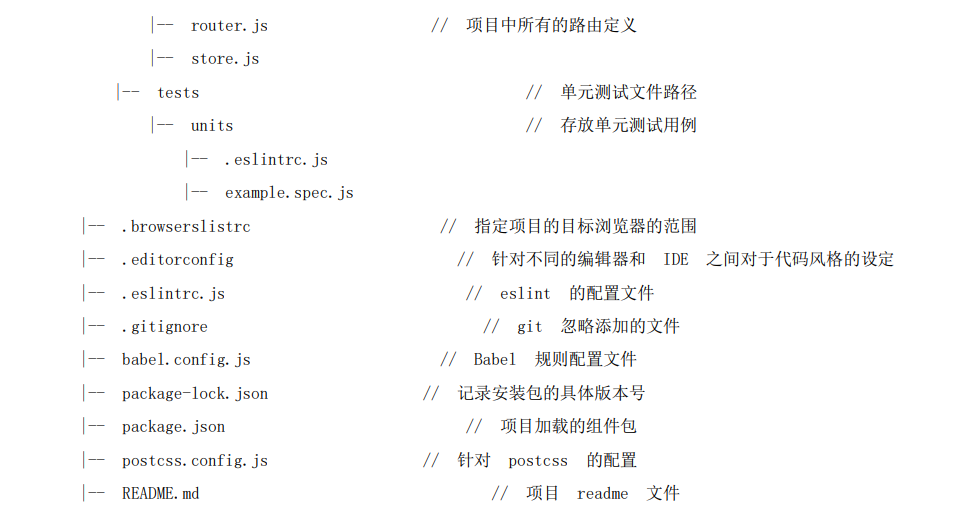 |-- router.js // 项目中所有的路由定义
|-- store.js
|-- tests // 单元测试文件路径
|-- units // 存放单元测试用例
|-- .eslintrc.js
|-- example.spec.js
|-- .browserslistrc // 指定项目的目标浏览器的范围
|-- .editorconfig // 针对不同的编辑器和 IDE 之间对于代码风格的设定
|-- .eslintrc.js // eslint 的配置文件
|-- .gitignore // git 忽略添加的文件
|-- babel.config.js // Babel 规则配置文件
|-- package-lock.json // 记录安装包的具体版本号
|-- package.json // 项目加载的组件包
|-- postcss.config.js // 针对 postcss 的配置
|-- README.md // 项目 readme 文件